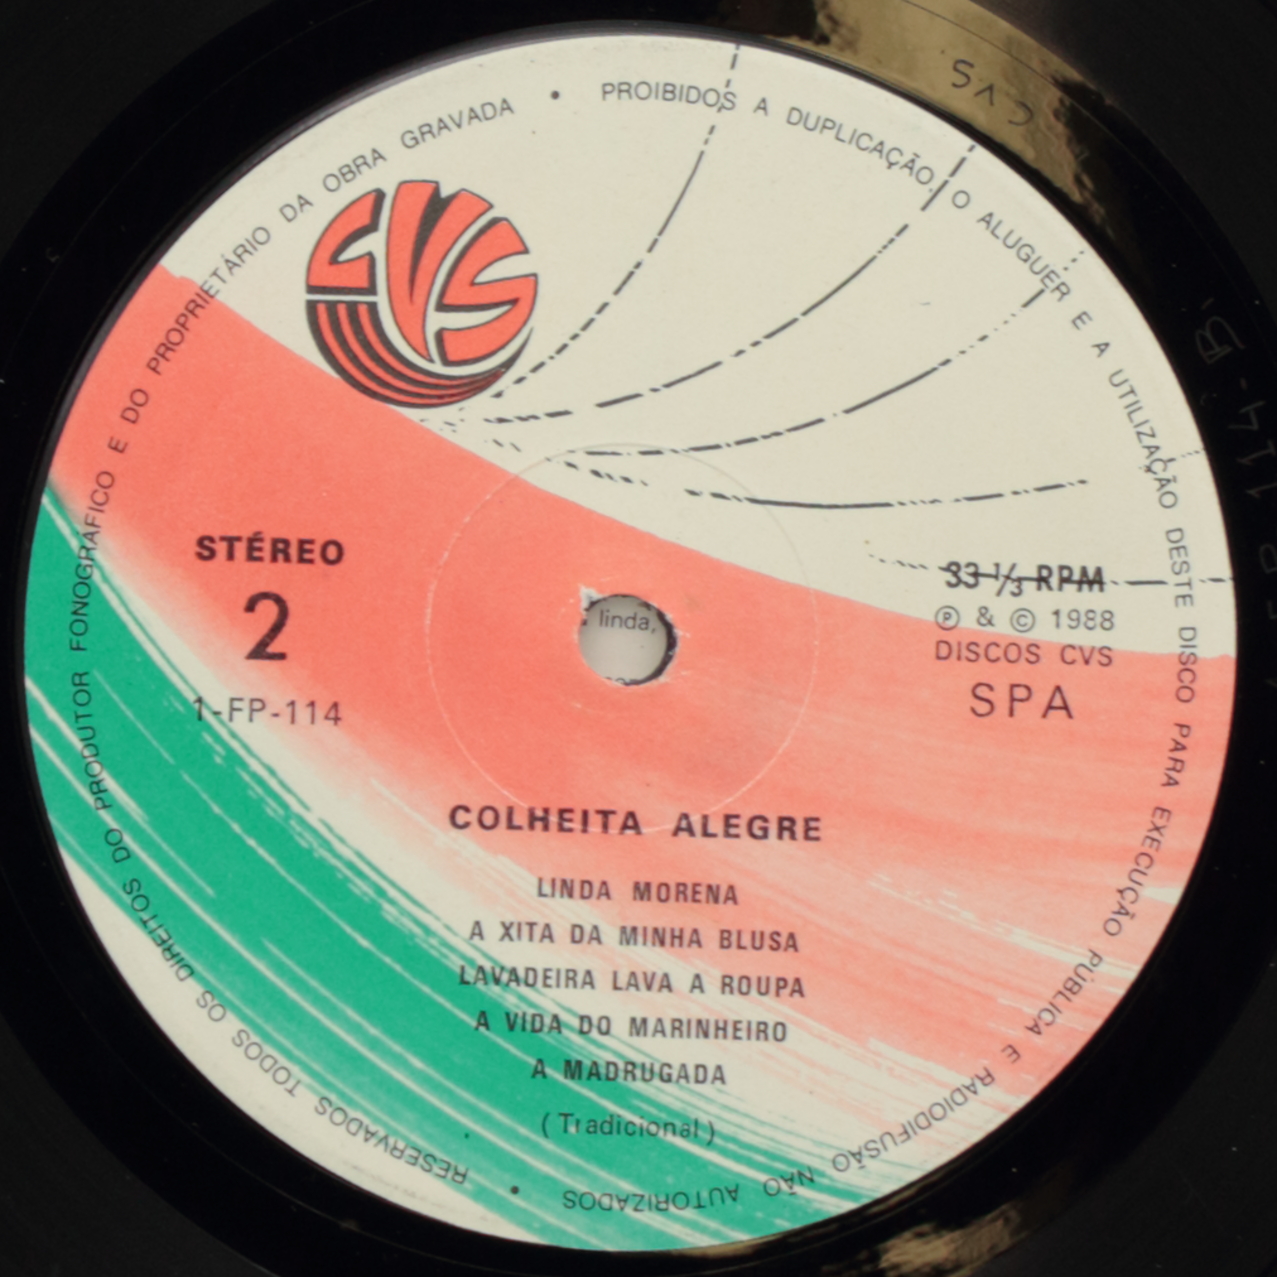 RESERVADOS TODOS OS DIREITOS DO PRODUTOR FONOGRÁFICO E DO PROPRIETÁRIO DA OBRA GRAVADA • PROIBIDOS A DUPLICAÇÃO, O ALUGUER E A UTILIZAÇÃO DESTE DISCO PARA EXECUÇÃO PÚBLICA E RADIODIFUSÃO NÃO AUTORIZADOS •
CVS
CVS
114-B.
STÉREO
2
1-FP-114
33 1/3 RPM
Ⓟ & © 1988
DISCOS CVS
SPA
linda,
COLHEITA ALEGRE
LINDA MORENA
A XITA DA MINHA BLUSA
LAVADEIRA LAVA A ROUPA
A VIDA DO MARINHEIRO
A MADRUGADA
(Tradicional)